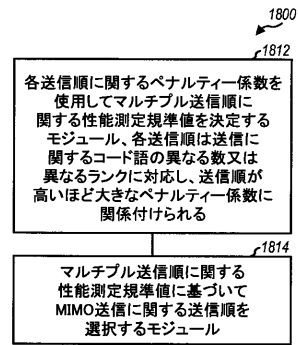 1800
1812
各送信順に関するペナルティー係数を
使用してマルチプル送信順に
関する性能測定規準値を決定する
モジュール、各送信順は送信に
関するコード語の異なる数又は
異なるランクに対応し、送信順が
高いほど大きなペナルティー係数に
関係付けられる
1814
マルチプル送信順に関する
性能測定規準値に基づいて
MIMO送信に関する送信順を
選択するモジュール